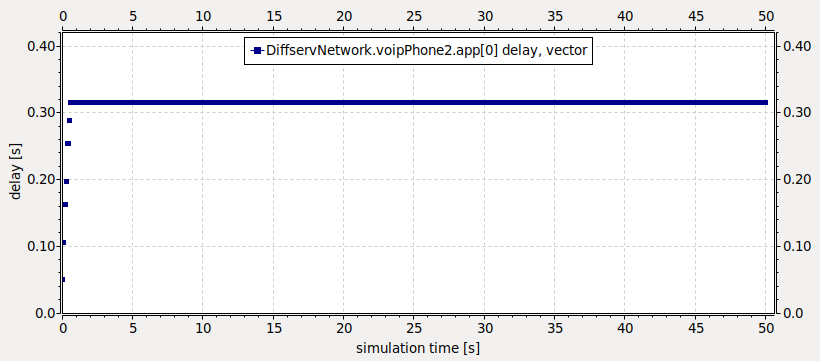 0 5 10 15 20 25 30 35 40 45 50
DiffservNetwork.voipPhone2.app[0] delay, vector
0.40 0.40
0.30 0.30
0.20 0.20
0.10 0.10
0.0 0.0
delay [s]
0 5 10 15 20 25 30 35 40 45 50
simulation time [s]